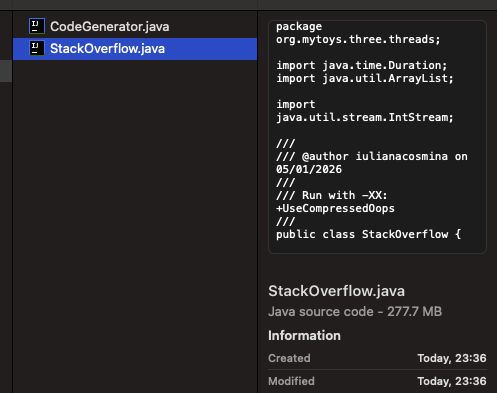 CodeGenerator.java
StackOverflow.java
package
org.mytoys.three.threads;
import java.time.Duration;
import java.util.ArrayList;
import
java.util.stream.IntStream;
///
/// @author iulianacosmina on
05/01/2026
///
/// Run with -XX:
+UseCompressedOops
///
public class StackOverflow {
StackOverflow.java
Java source code - 277.7 MB
Information
Created Today, 23:36
Modified Today, 23:36